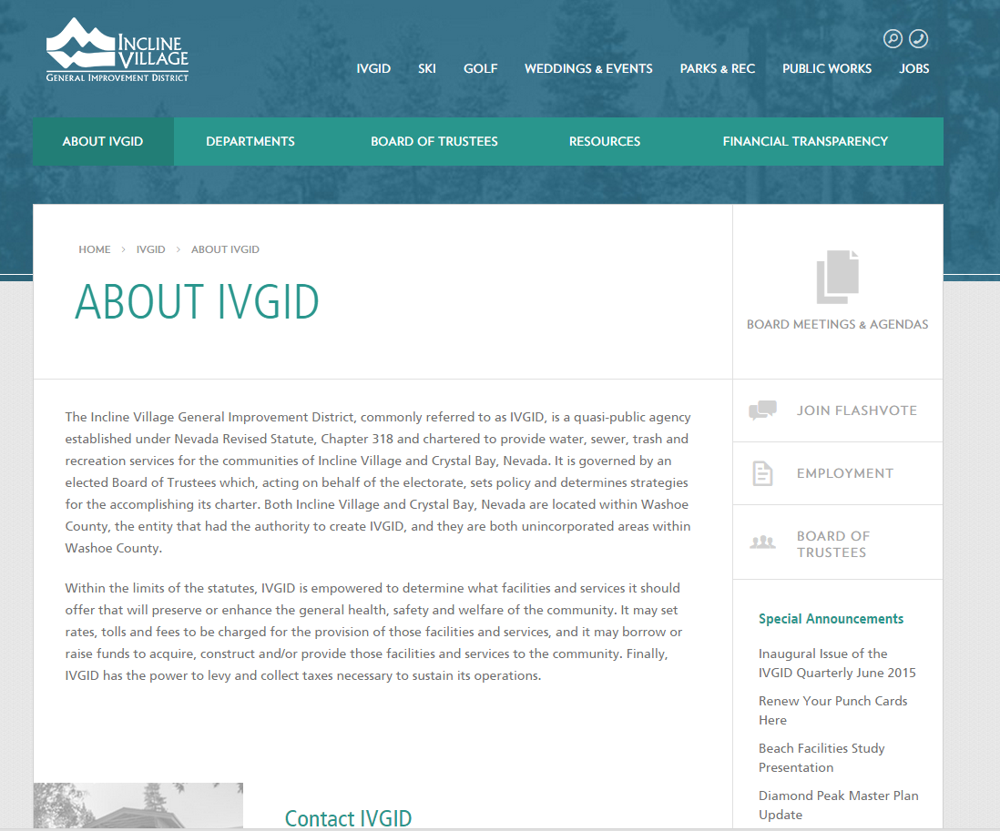 INCLINE
VILLAGE
GENERAL IMPROVEMENT DISTRICT
IVGID SKI GOLF WEDDINGS & EVENTS PARKS & REC PUBLIC WORKS JOBS
ABOUT IVGID DEPARTMENTS BOARD OF TRUSTEES RESOURCES FINANCIAL TRANSPARENCY
HOME > IVGID > ABOUT IVGID
ABOUT IVGID
The Incline Village General Improvement District, commonly referred to as IVGID, is a quasi-public agency
established under Nevada Revised Statute, Chapter 318 and chartered to provide water, sewer, trash and
recreation services for the communities of Incline Village and Crystal Bay, Nevada. It is governed by an
elected Board of Trustees which, acting on behalf of the electorate, sets policy and determines strategies
for the accomplishing its charter. Both Incline Village and Crystal Bay, Nevada are located within Washoe
County, the entity that had the authority to create IVGID, and they are both unincorporated areas within
Washoe County.
Within the limits of the statutes, IVGID is empowered to determine what facilities and services it should
offer that will preserve or enhance the general health, safety and welfare of the community. It may set
rates, tolls and fees to be charged for the provision of those facilities and services, and it may borrow or
raise funds to acquire, construct and/or provide those facilities and services to the community. Finally,
IVGID has the power to levy and collect taxes necessary to sustain its operations.
Contact IVGID
BOARD MEETINGS & AGENDAS
JOIN FLASHVOTE
EMPLOYMENT
BOARD OF
TRUSTEES
Special Announcements
Inaugural Issue of the
IVGID Quarterly June 2015
Renew Your Punch Cards
Here
Beach Facilities Study
Presentation
Diamond Peak Master Plan
Update